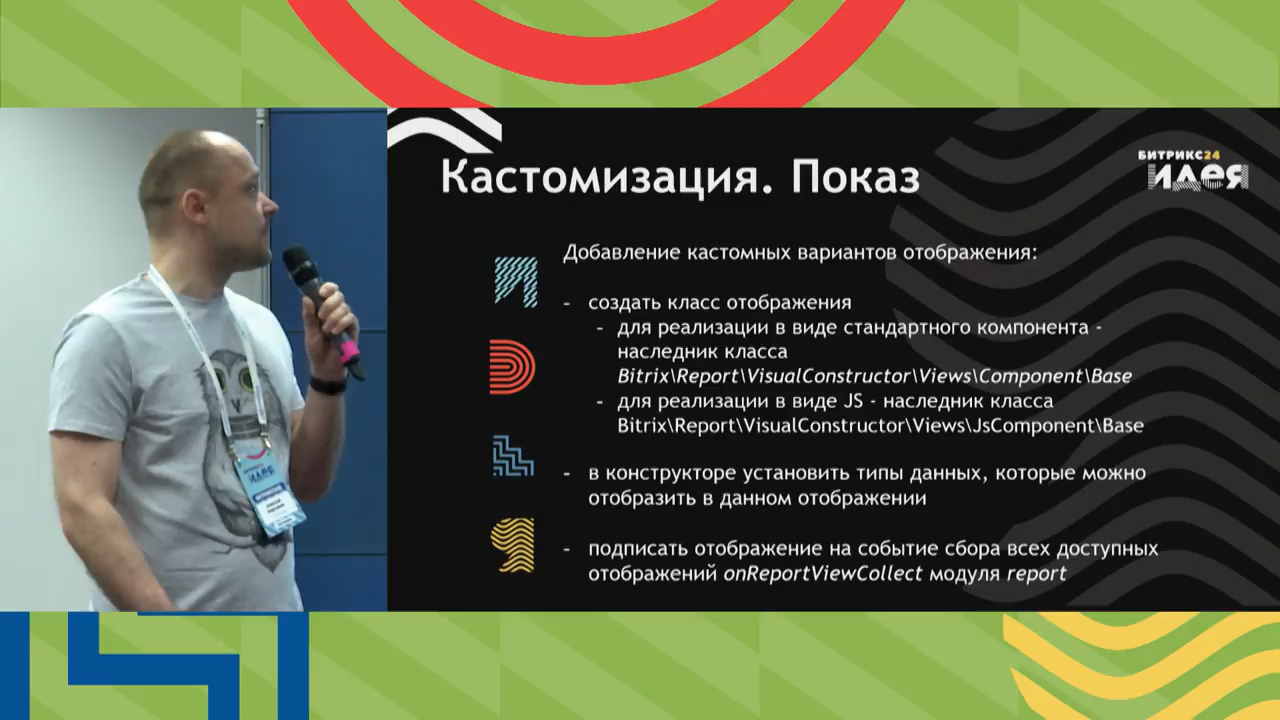 Кастомизация. Показ
БИТРИКС24
идея
Добавление кастомных вариантов отображения:
- создать класс отображения
- для реализации в виде стандартного компонента -
наследник класса
Bitrix\Report\VisualConstructor\Views\Component\Base
- для реализации в виде JS - наследник класса
Bitrix\Report\VisualConstructor\Views\JsComponent\Base
- в конструкторе установить типы данных, которые можно
отобразить в данном отображении
- подписать отображение на событие сбора всех доступных
отображений onReportViewCollect модуля report